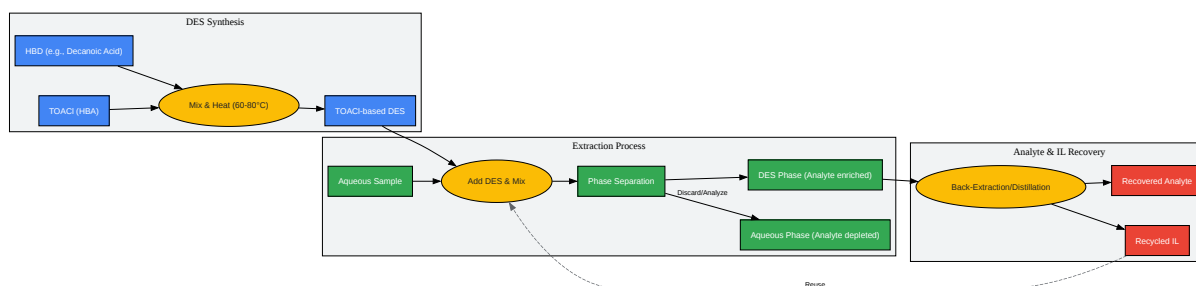 DES Synthesis
HBD (e.g., Decanoic Acid)
TOACl (HBA)
Mix & Heat (60-80°C)
TOACl-based DES
Extraction Process
Aqueous Sample
Add DES & Mix
Phase Separation
Discard/Analyze
DES Phase (Analyte enriched)
Aqueous Phase (Analyte depleted)
Analyte & IL Recovery
Back-Extraction/Distillation
Recovered Analyte
Recycled IL
Reuse